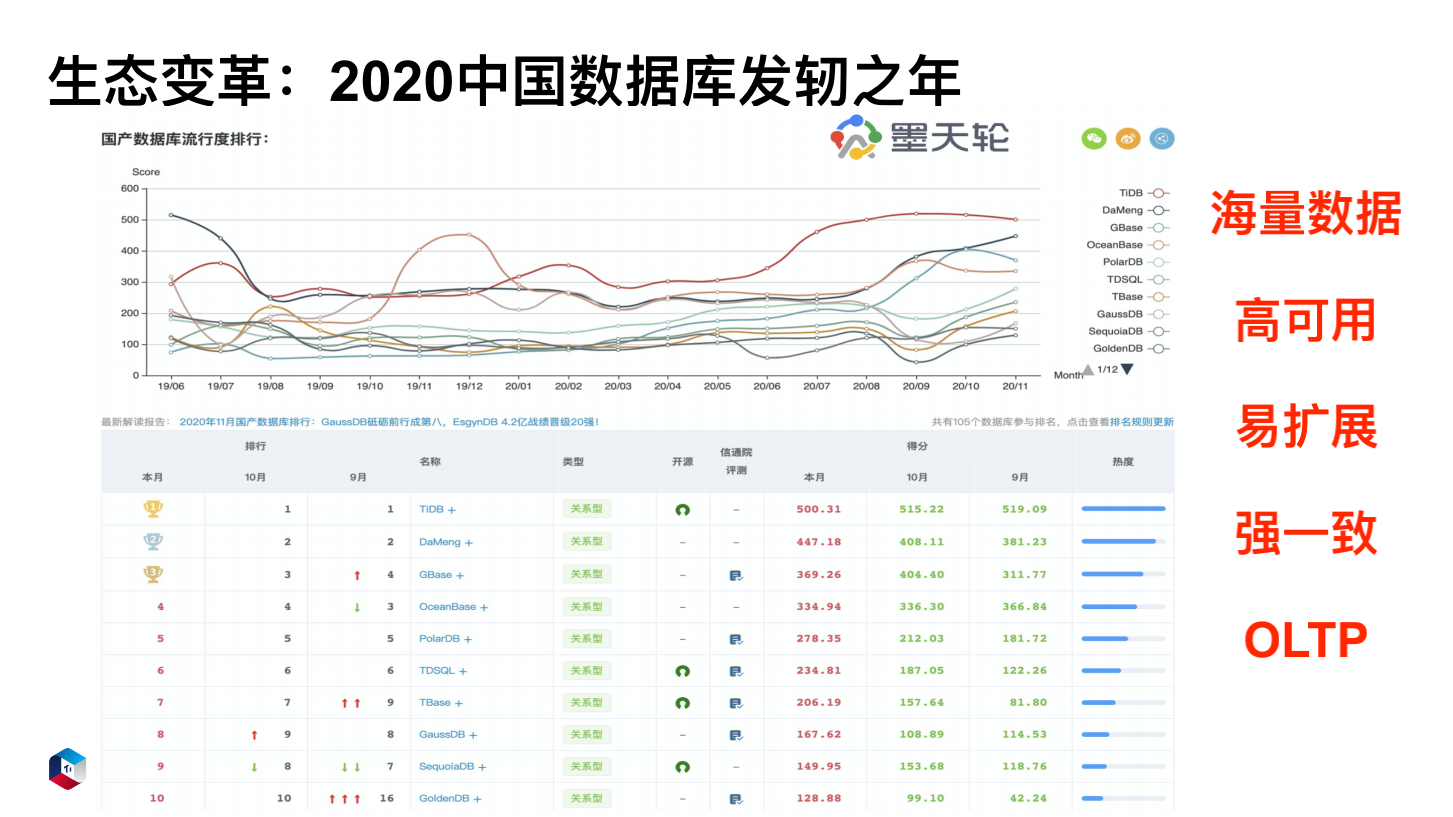 生态变革：2020中国数据库发轫之年
国产数据库流行度排行：
墨天轮
Score
600
500
400
300
200
100
0
19/06 19/07 19/08 19/09 19/10 19/11 19/12 20/01 20/02 20/03 20/04 20/05 20/06 20/07 20/08 20/09 20/10 20/11
Month
TiDB
DaMeng
GBase
OceanBase
PolarDB
TDSQL
TBase
GaussDB
SequoiaDB
GoldenDB
1/12
海量数据
高可用
易扩展
强一致
OLTP
最新解读报告： 2020年11月国产数据库排行：GaussDB砥砺前行成第八，EsgynDB 4.2亿战绩晋级20强！ 共有105个数据库参与排名，点击查看排名规则更新
排行 名称 类型 开源 信通院评测 得分 热度
本月 10月 9月 本月 10月 9月
1 1 1 TiDB + 关系型 – 500.31 515.22 519.09
2 2 2 DaMeng + 关系型 – – 447.18 408.11 381.23
3 3 ↑ 4 GBase + 关系型 – 369.26 404.40 311.77
4 4 ↓ 3 OceanBase + 关系型 – – 334.94 336.30 366.84
5 5 5 PolarDB + 关系型 – 278.35 212.03 181.72
6 6 6 TDSQL + 关系型 234.81 187.05 122.26
7 7 ↑↑ 9 TBase + 关系型 206.19 157.64 81.80
8 ↑ 9 8 GaussDB + 关系型 – 167.62 108.89 114.53
9 ↓ 8 ↓↓ 7 SequoiaDB + 关系型 – 149.95 153.68 118.76
10 10 ↑↑↑ 16 GoldenDB + 关系型 – 128.88 99.10 42.24
Ti